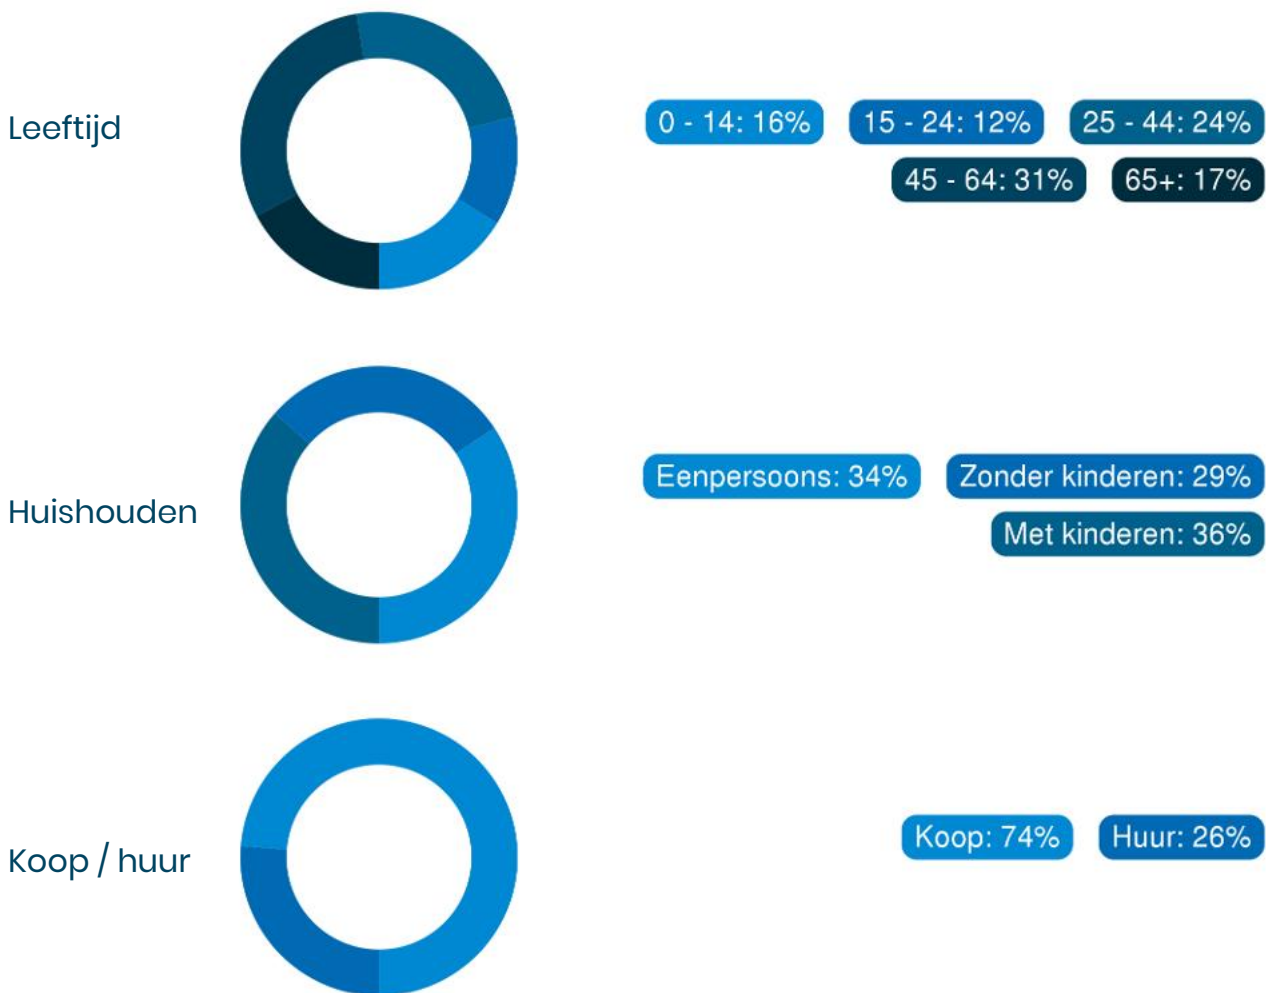 Leeftijd
0 - 14: 16% 15 - 24: 12% 25 - 44: 24%
45 - 64: 31% 65+: 17%
Huishouden
Eenpersoons: 34% Zonder kinderen: 29%
Met kinderen: 36%
Koop / huur
Koop: 74% Huur: 26%